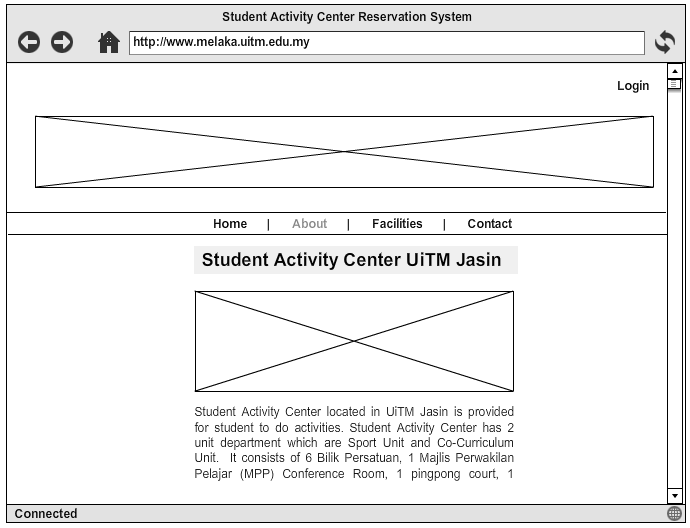 Student Activity Center Reservation System
http://www.melaka.uitm.edu.my
Login
Home | About | Facilities | Contact
Student Activity Center UiTM Jasin
Student Activity Center located in UiTM Jasin is provided
for student to do activities. Student Activity Center has 2
unit department which are Sport Unit and Co-Curriculum
Unit. It consists of 6 Bilik Persatuan, 1 Majlis Perwakilan
Pelajar (MPP) Conference Room, 1 pingpong court, 1
Connected